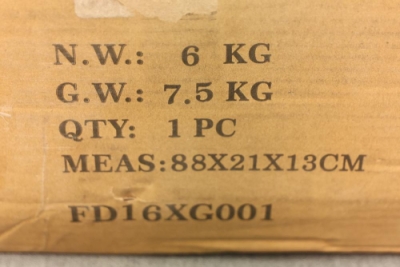 N.W.: 6 KG
G.W.: 7.5 KG
QTY: 1 PC
MEAS:88X21X13CM
FD16XG001